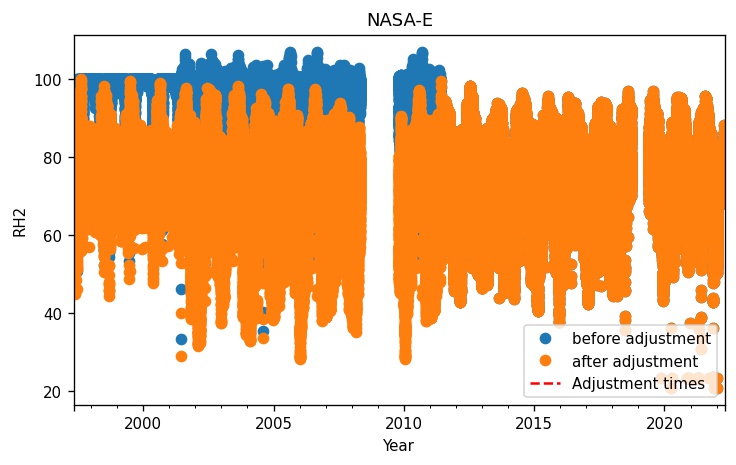 NASA-E
100
80
60
40
20
RH2
2000
2005
2010
2015
2020
Year
before adjustment
after adjustment
Adjustment times